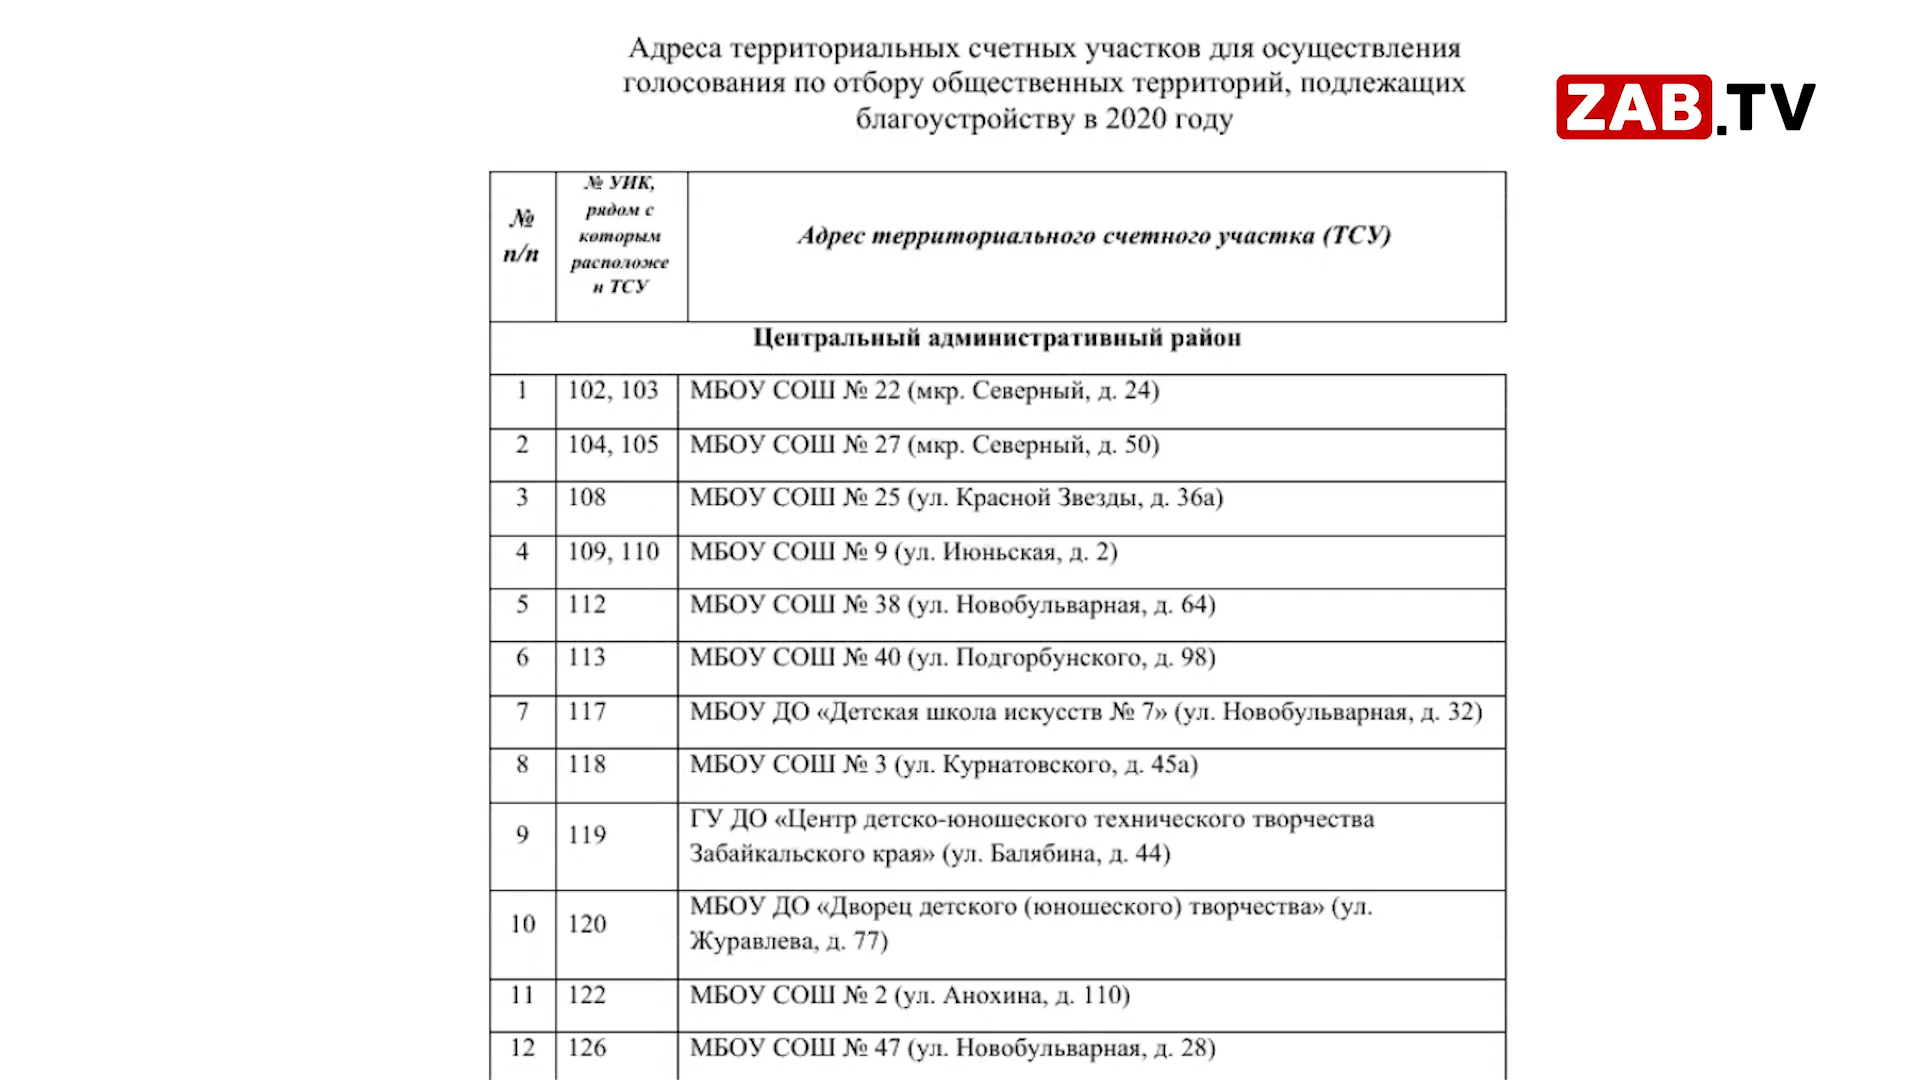 Адреса территориальных счетных участков для осуществления
голосования по отбору общественных территорий, подлежащих
благоустройству в 2020 году
ZAB.TV
№
п/п
№ УИК,
рядом с
которым
расположе
н ТСУ
Адрес территориального счетного участка (ТСУ)
Центральный административный район
1 102, 103 МБОУ СОШ № 22 (мкр. Северный, д. 24)
2 104, 105 МБОУ СОШ № 27 (мкр. Северный, д. 50)
3 108 МБОУ СОШ № 25 (ул. Красной Звезды, д. 36а)
4 109, 110 МБОУ СОШ № 9 (ул. Июньская, д. 2)
5 112 МБОУ СОШ № 38 (ул. Новобульварная, д. 64)
6 113 МБОУ СОШ № 40 (ул. Подгорбунского, д. 98)
7 117 МБОУ ДО «Детская школа искусств № 7» (ул. Новобульварная, д. 32)
8 118 МБОУ СОШ № 3 (ул. Курнатовского, д. 45а)
9 119 ГУ ДО «Центр детско-юношеского технического творчества
Забайкальского края» (ул. Балябина, д. 44)
10 120 МБОУ ДО «Дворец детского (юношеского) творчества» (ул.
Журавлева, д. 77)
11 122 МБОУ СОШ № 2 (ул. Анохина, д. 110)
12 126 МБОУ СОШ № 47 (ул. Новобульварная, д. 28)